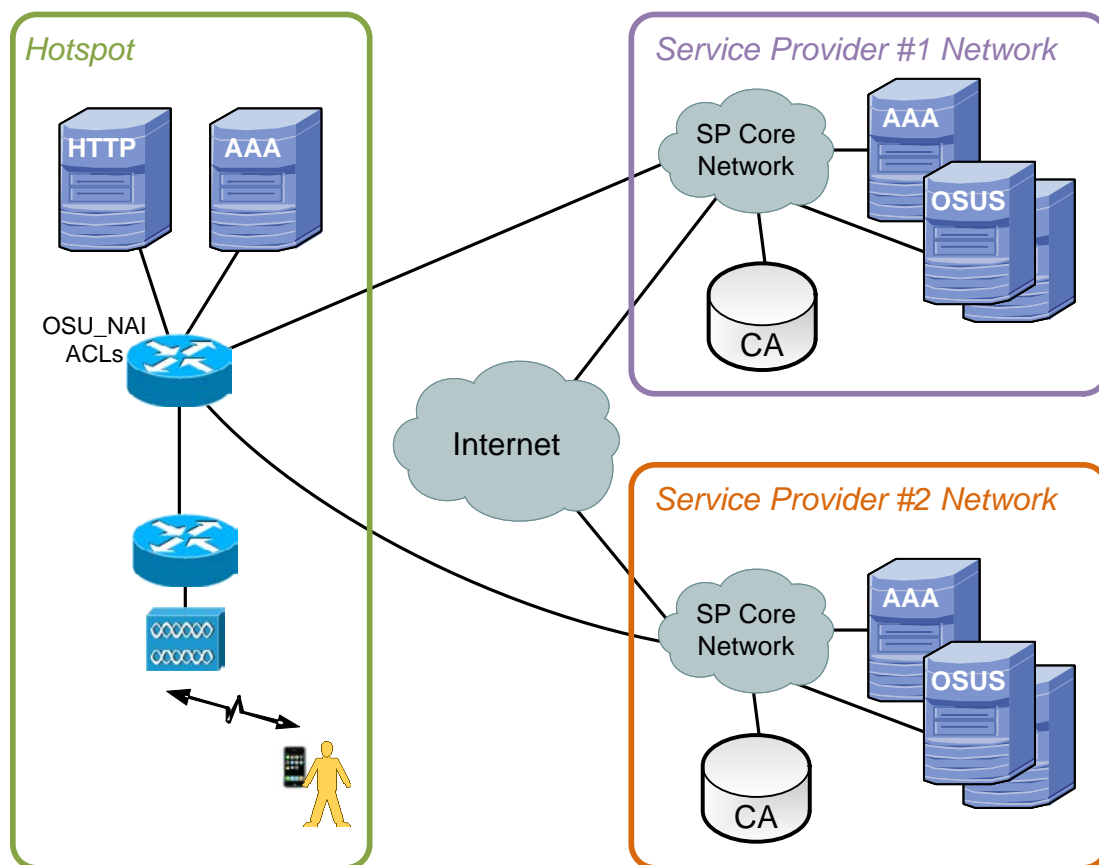 Hotspot
HTTP
AAA
OSU_NAI
ACLs
Service Provider #1 Network
SP Core
Network
AAA
OSUS
CA
Internet
Service Provider #2 Network
SP Core
Network
AAA
OSUS
CA